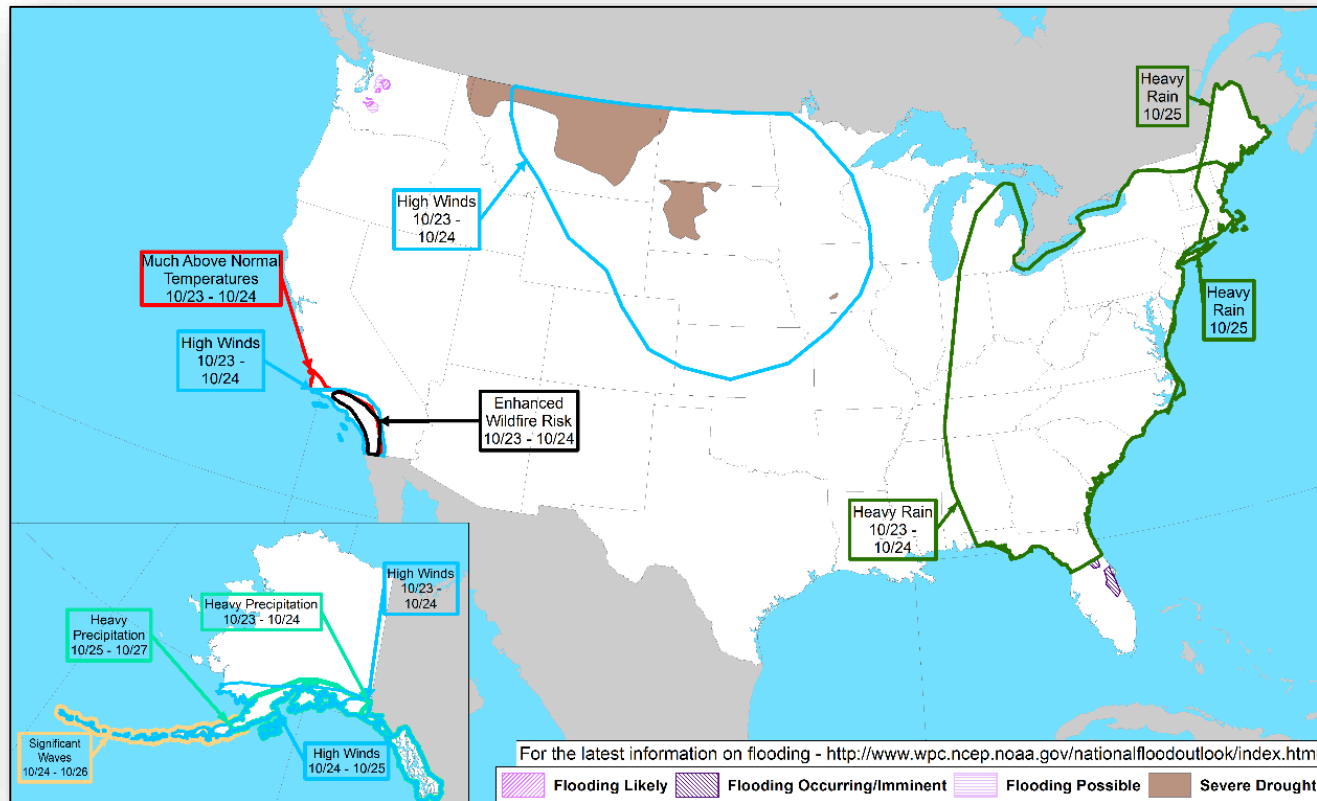 Heavy
Rain
10/25
High Winds
10/23 -
10/24
Much Above Normal
Temperatures
10/23 - 10/24
Heavy
Rain
10/25
High Winds
10/23 -
10/24
Enhanced
Wildfire Risk
10/23 - 10/24
Heavy Rain
10/23 -
10/24
High Winds
10/23 -
10/24
Heavy Precipitation
10/23 - 10/24
Heavy
Precipitation
10/25 - 10/27
Significant
Waves
10/24 - 10/26
High Winds
10/24 - 10/25
For the latest information on flooding - http://www.wpc.ncep.noaa.gov/nationalfloodoutlook/index.html
Flooding Likely
Flooding Occurring/Imminent
Flooding Possible
Severe Drought